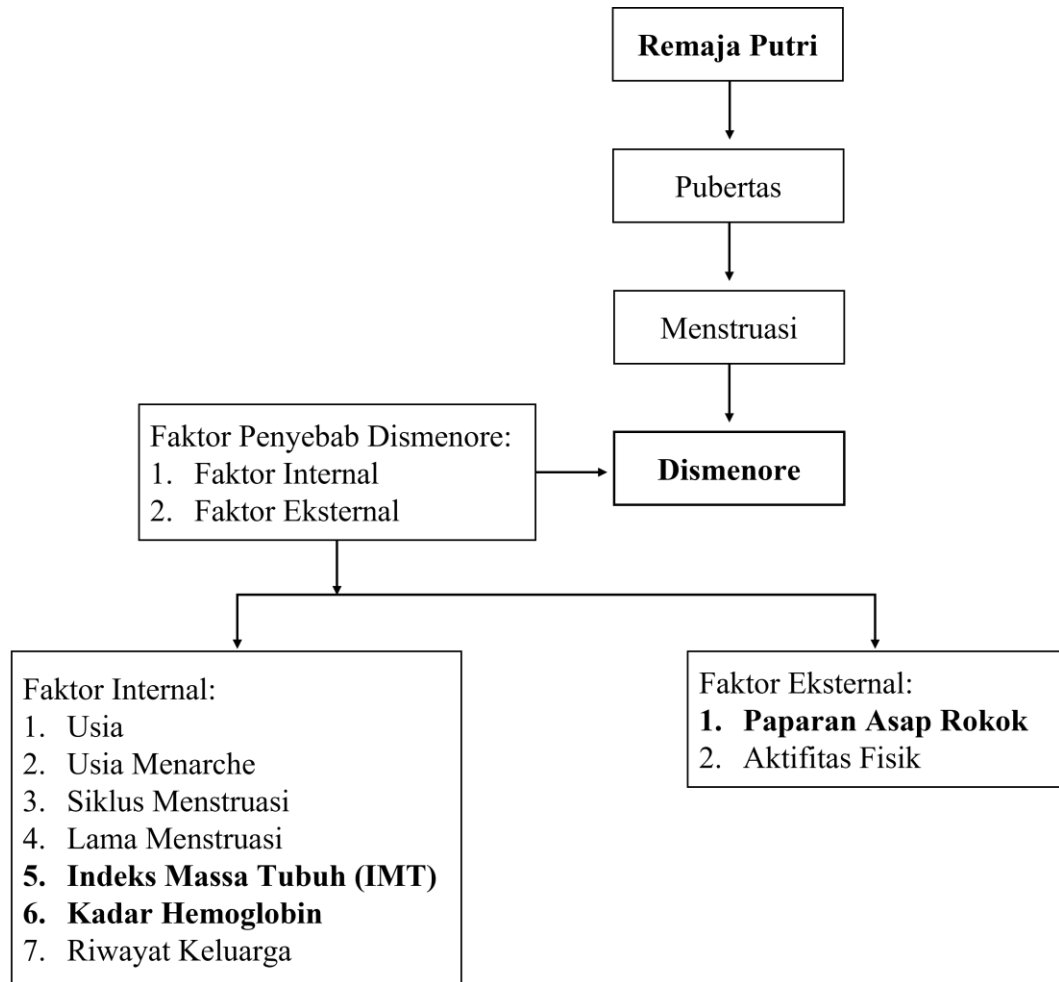 Remaja Putri
Pubertas
Menstruasi
Faktor Penyebab Dismenore:
1. Faktor Internal
2. Faktor Eksternal
Dismenore
Faktor Internal:
1. Usia
2. Usia Menarche
3. Siklus Menstruasi
4. Lama Menstruasi
5. Indeks Massa Tubuh (IMT)
6. Kadar Hemoglobin
7. Riwayat Keluarga
Faktor Eksternal:
1. Paparan Asap Rokok
2. Aktifitas Fisik